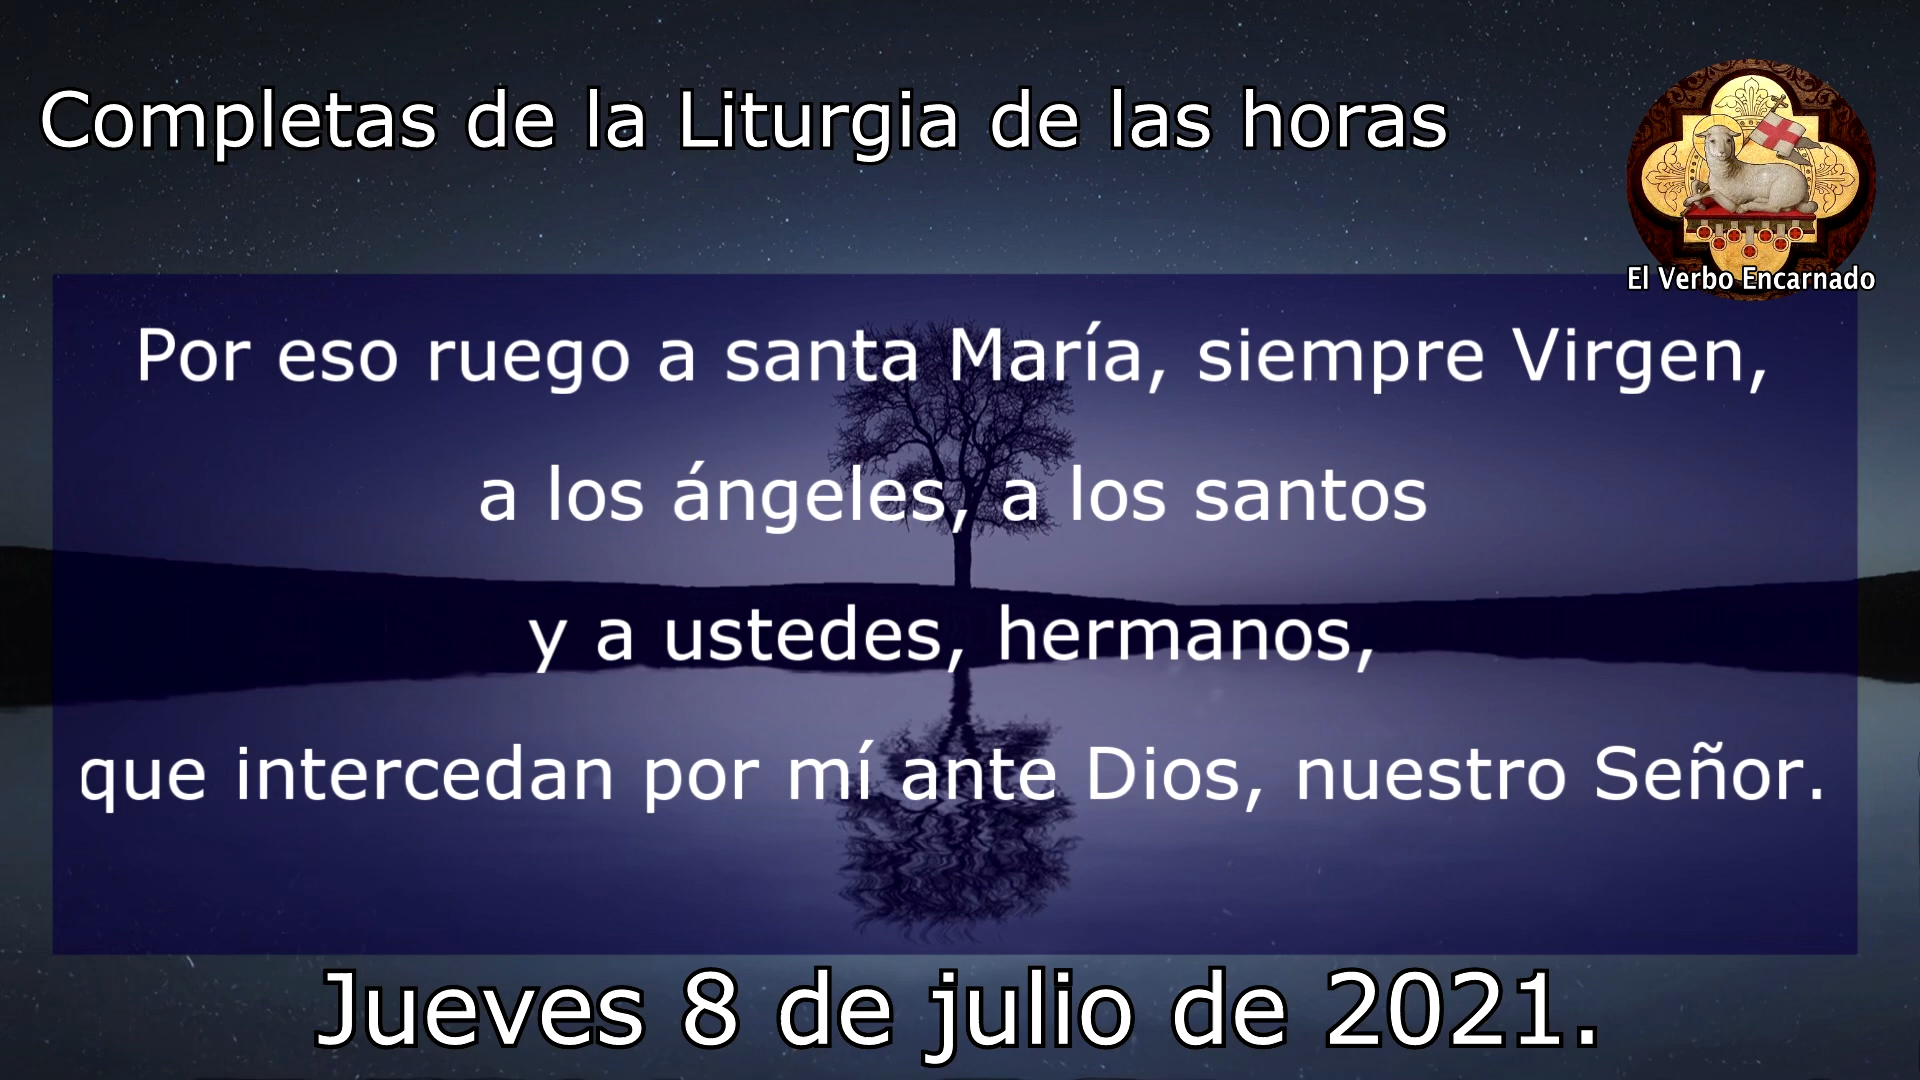 Completas de la Liturgia de las horas
El Verbo Encarnado
Por eso ruego a santa María, siempre Virgen,
a los ángeles, a los santos
y a ustedes, hermanos,
que intercedan por mí ante Dios, nuestro Señor.
Jueves 8 de julio de 2021.